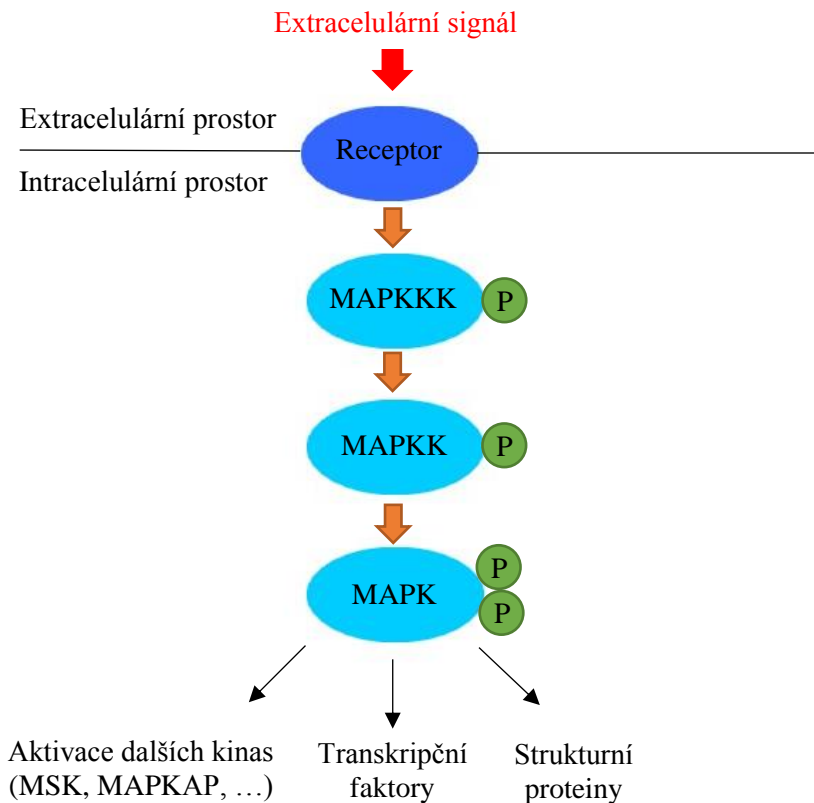 Extracelulární signál
Extracelulární prostor
Receptor
Intracelulární prostor
MAPKKK
P
MAPKK
P
P
MAPK
P
Aktivace dalších kinas
(MSK, MAPKAP, …)
Transkripční
faktory
Strukturní
proteiny